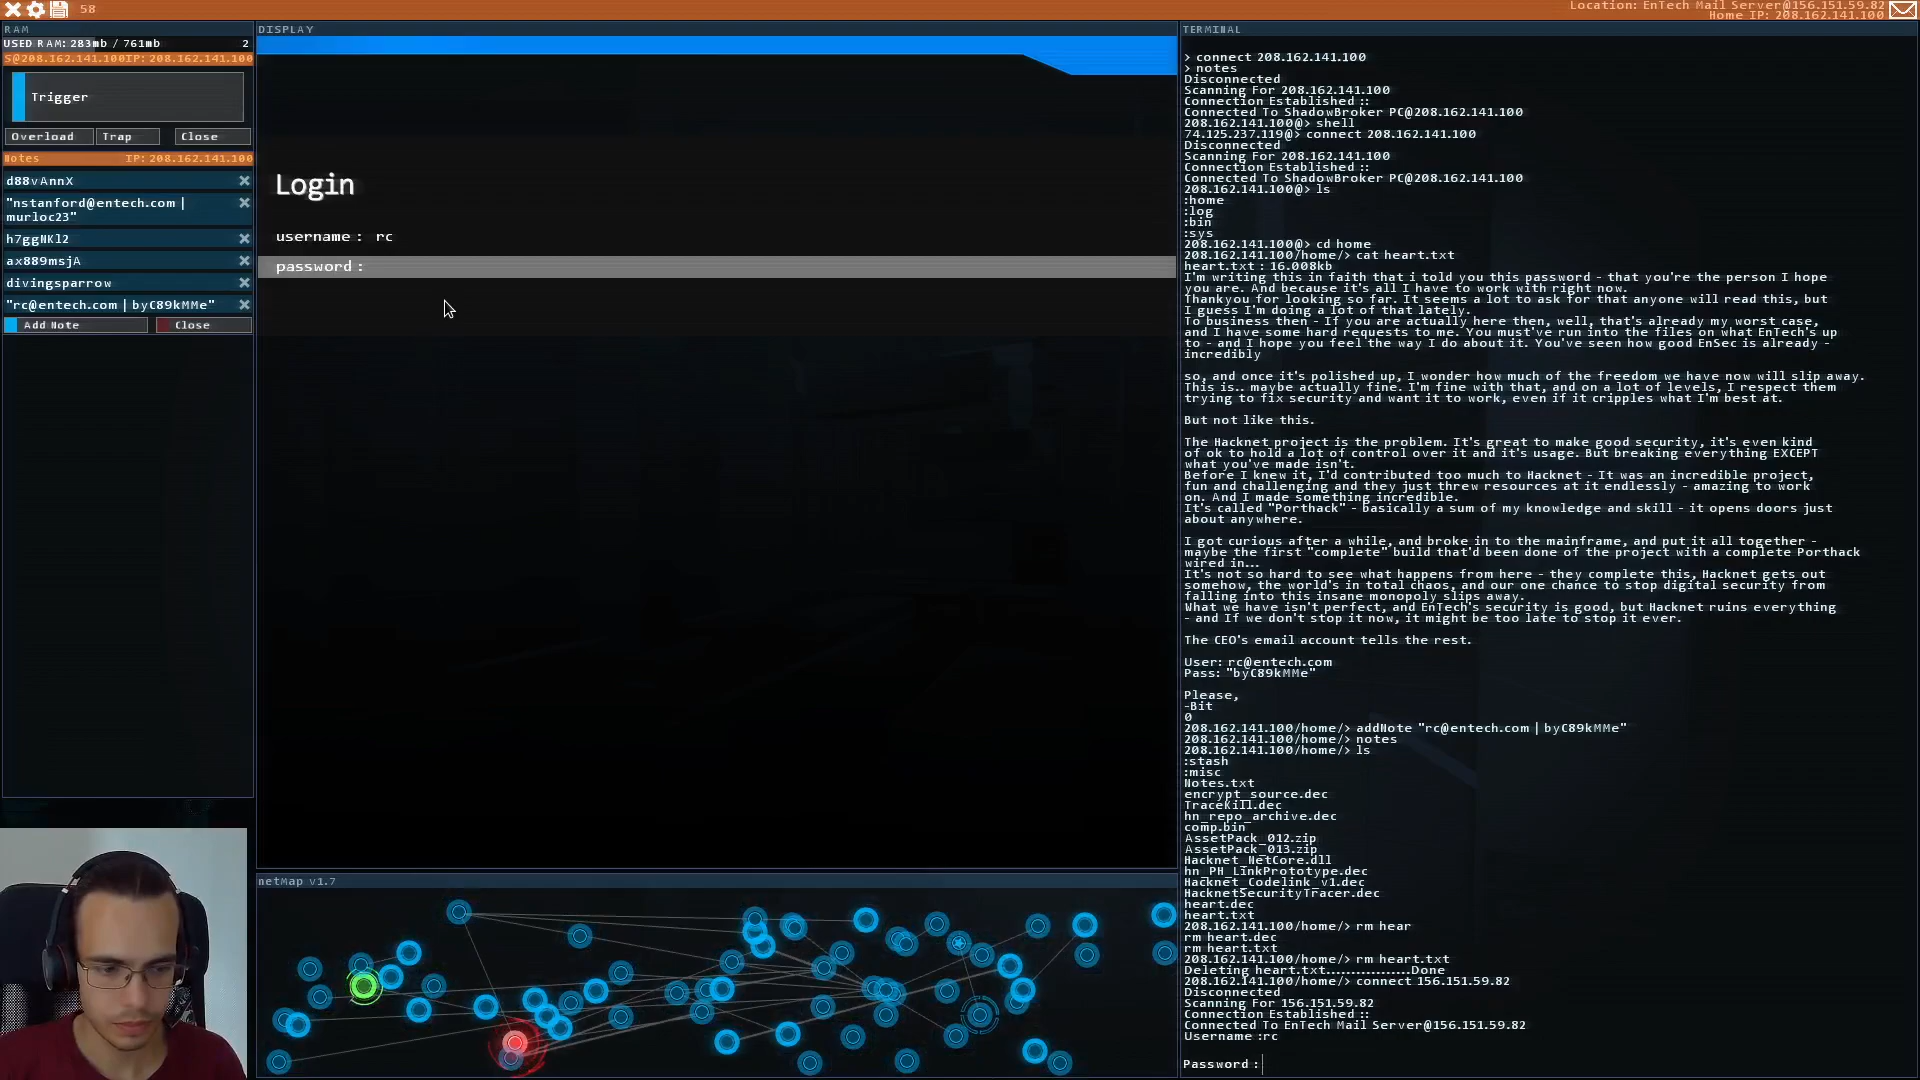 58
Location: EnTech Mail Server@156.151.59.82
Home IP: 208.162.141.100
RAM
USED RAM: 283mb / 761mb
2
S@208.162.141.100IP: 208.162.141.100
Trigger
Overload
Trap
Close
Notes
IP: 208.162.141.100
d88vAnnX
"nstanford@entech.com |
murloc23"
h7ggNKl2
ax889msjA
divingsparrow
"rc@entech.com | byC89kMMe"
Add Note
Close
DISPLAY
Login
username : rc
password :
netMap v1.7
TERMINAL
> connect 208.162.141.100
> notes
Disconnected
Scanning For 208.162.141.100
Connection Established ::
Connected To ShadowBroker PC@208.162.141.100
208.162.141.100@> shell
74.125.237.119@> connect 208.162.141.100
Disconnected
Scanning For 208.162.141.100
Connection Established ::
Connected To ShadowBroker PC@208.162.141.100
208.162.141.100@> ls
:home
:log
:bin
:sys
208.162.141.100@> cd home
208.162.141.100/home/> cat heart.txt
heart.txt : 16.008kb
I'm writing this in faith that i told you this password - that you're the person I hope
you are. And because it's all I have to work with right now.
Thankyou for looking so far. It seems a lot to ask for that anyone will read this, but
I guess I'm doing a lot of that lately.
To business then - If you are actually here then, well, that's already my worst case,
and I have some hard requests to me. You must've run into the files on what EnTech's up
to - and I hope you feel the way I do about it. You've seen how good EnSec is already -
incredibly
so, and once it's polished up, I wonder how much of the freedom we have now will slip away.
This is.. maybe actually fine. I'm fine with that, and on a lot of levels, I respect them
trying to fix security and want it to work, even if it cripples what I'm best at.
But not like this.
The Hacknet project is the problem. It's great to make good security, it's even kind
of ok to hold a lot of control over it and it's usage. But breaking everything EXCEPT
what you've made isn't.
Before I knew it, I'd contributed too much to Hacknet - It was an incredible project,
fun and challenging and they just threw resources at it endlessly - amazing to work
on. And I made something incredible.
It's called "Porthack" - basically a sum of my knowledge and skill - it opens doors just
about anywhere.
I got curious after a while, and broke in to the mainframe, and put it all together -
maybe the first "complete" build that'd been done of the project with a complete Porthack
wired in...
It's not so hard to see what happens from here - they complete this, Hacknet gets out
somehow, the world's in total chaos, and our one chance to stop digital security from
falling into this insane monopoly slips away.
What we have isn't perfect, and EnTech's security is good, but Hacknet ruins everything
- and If we don't stop it now, it might be too late to stop it ever.
The CEO's email account tells the rest.
User: rc@entech.com
Pass: "byC89kMMe"
Please,
-Bit
0
208.162.141.100/home/> addNote "rc@entech.com | byC89kMMe"
208.162.141.100/home/> notes
208.162.141.100/home/> ls
:stash
:misc
Notes.txt
encrypt_source.dec
TraceKill.dec
hn_repo_archive.dec
comp.bin
AssetPack_012.zip
AssetPack_013.zip
Hacknet_NetCore.dll
hn_PH_LinkPrototype.dec
Hacknet_Codelink_v1.dec
HacknetSecurityTracer.dec
heart.dec
heart.txt
208.162.141.100/home/> rm hear
rm heart.dec
rm heart.txt
208.162.141.100/home/> rm heart.txt
Deleting heart.txt.................Done
208.162.141.100/home/> connect 156.151.59.82
Disconnected
Scanning For 156.151.59.82
Connection Established ::
Connected To EnTech Mail Server@156.151.59.82
Username :rc
Password :